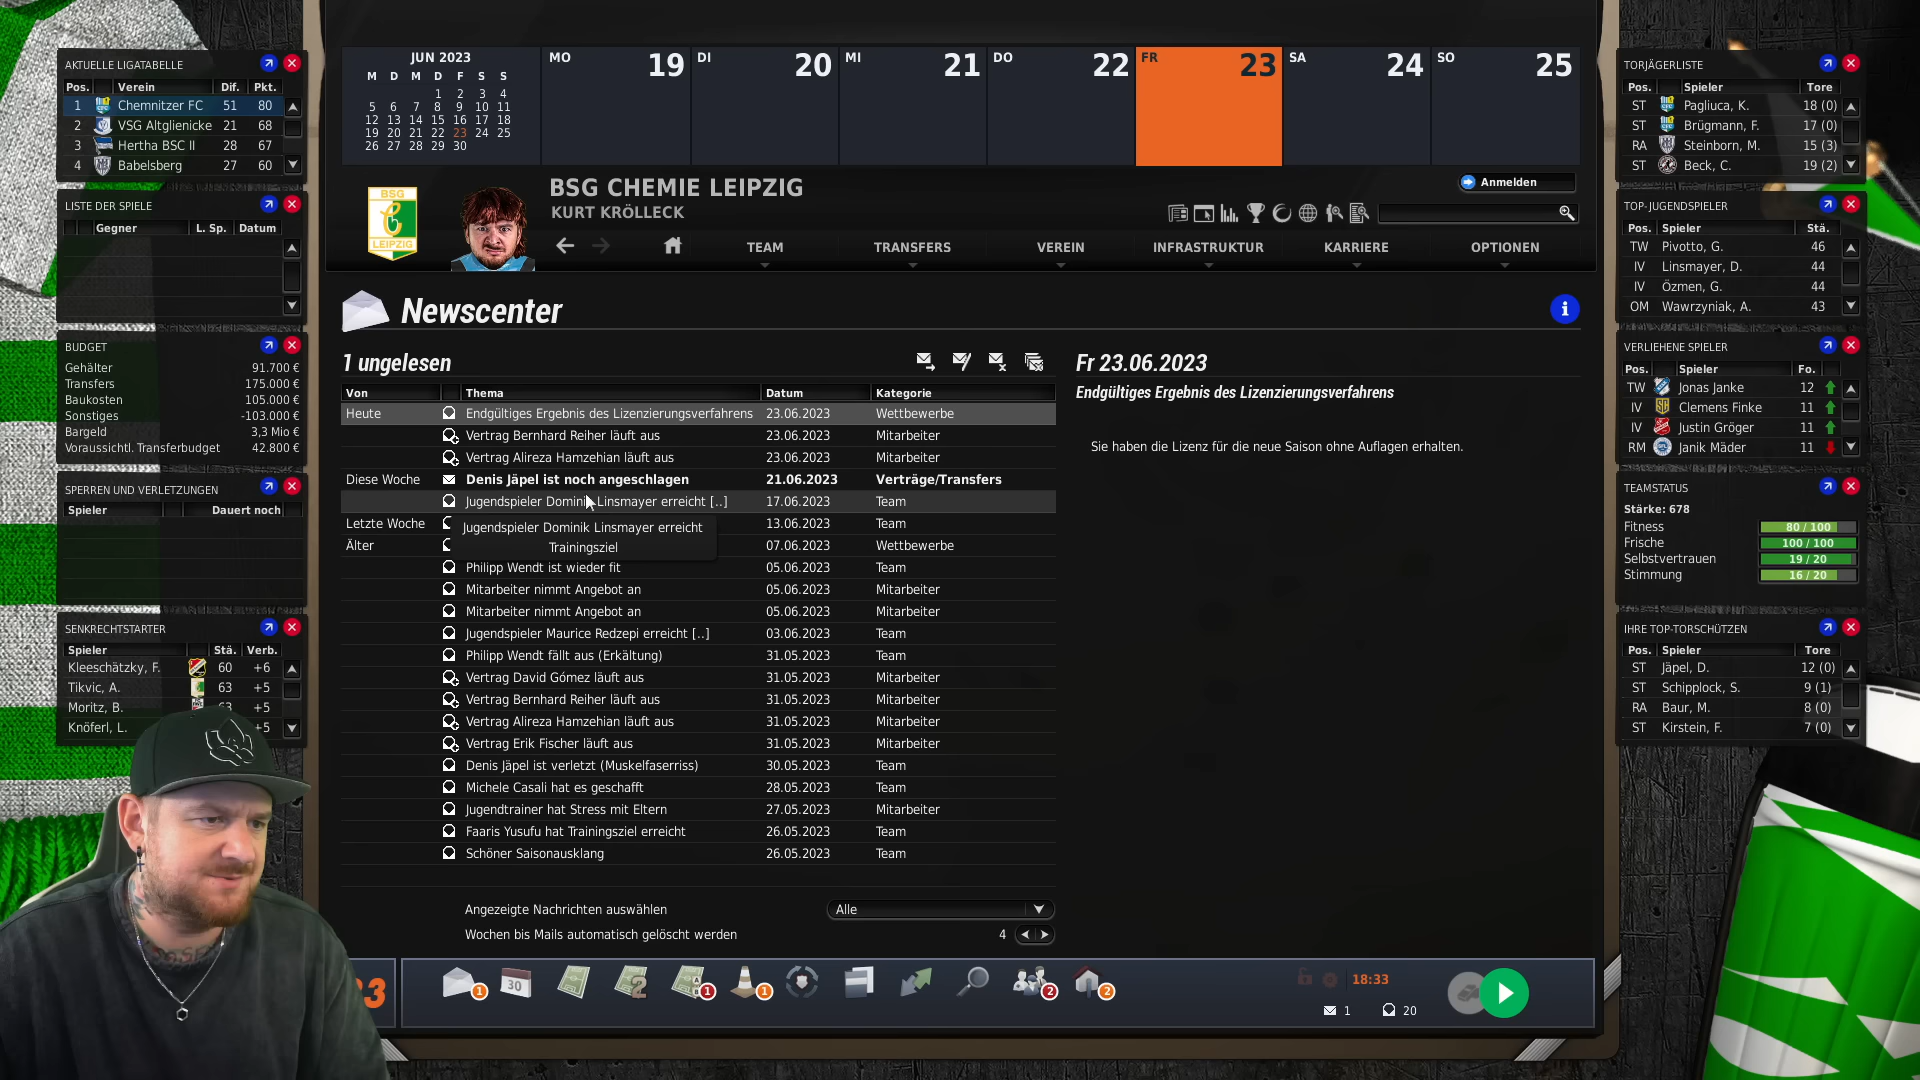 AKTUELLE LIGATABELLE
Pos. Verein Dif. Pkt.
1 Chemnitzer FC 51 80
2 VSG Altglienicke 21 68
3 Hertha BSC II 28 67
4 Babelsberg 27 60
LISTE DER SPIELE
Gegner L. Sp. Datum
BUDGET
Gehälter 91.700 €
Transfers 175.000 €
Baukosten 105.000 €
Sonstiges -103.000 €
Bargeld 3,3 Mio €
Voraussichtl. Transferbudget 42.800 €
SPERREN UND VERLETZUNGEN
Spieler Dauert noch
SENKRECHTSTARTER
Spieler Stä. Verb.
Kleeschätzky, F. 60 +6
Tikvic, A. 63 +5
Moritz, B. 63 +5
Knöferl, L. +5
JUN 2023
M D M D F S S
1 2 3 4
5 6 7 8 9 10 11
12 13 14 15 16 17 18
19 20 21 22 23 24 25
26 27 28 29 30
MO 19 DI 20 MI 21 DO 22 FR 23 SA 24 SO 25
BSG
LEIPZIG
BSG CHEMIE LEIPZIG
KURT KRÖLLECK
Anmelden
TEAM TRANSFERS VEREIN INFRASTRUKTUR KARRIERE OPTIONEN
Newscenter
1 ungelesen
Von Thema Datum Kategorie
Heute Endgültiges Ergebnis des Lizenzierungsverfahrens 23.06.2023 Wettbewerbe
Vertrag Bernhard Reiher läuft aus 23.06.2023 Mitarbeiter
Vertrag Alireza Hamzehian läuft aus 23.06.2023 Mitarbeiter
Diese Woche Denis Jäpel ist noch angeschlagen 21.06.2023 Verträge/Transfers
Jugendspieler Dominik Linsmayer erreicht [..] 17.06.2023 Team
Letzte Woche 13.06.2023 Team
Älter 07.06.2023 Wettbewerbe
Jugendspieler Dominik Linsmayer erreicht
Trainingsziel
Philipp Wendt ist wieder fit 05.06.2023 Team
Mitarbeiter nimmt Angebot an 05.06.2023 Mitarbeiter
Mitarbeiter nimmt Angebot an 05.06.2023 Mitarbeiter
Jugendspieler Maurice Redzepi erreicht [..] 03.06.2023 Team
Philipp Wendt fällt aus (Erkältung) 31.05.2023 Team
Vertrag David Gómez läuft aus 31.05.2023 Mitarbeiter
Vertrag Bernhard Reiher läuft aus 31.05.2023 Mitarbeiter
Vertrag Alireza Hamzehian läuft aus 31.05.2023 Mitarbeiter
Vertrag Erik Fischer läuft aus 31.05.2023 Mitarbeiter
Denis Jäpel ist verletzt (Muskelfaserriss) 30.05.2023 Team
Michele Casali hat es geschafft 28.05.2023 Team
Jugendtrainer hat Stress mit Eltern 27.05.2023 Mitarbeiter
Faaris Yusufu hat Trainingsziel erreicht 26.05.2023 Team
Schöner Saisonausklang 26.05.2023 Team
Angezeigte Nachrichten auswählen Alle
Wochen bis Mails automatisch gelöscht werden 4
Fr 23.06.2023
Endgültiges Ergebnis des Lizenzierungsverfahrens
Sie haben die Lizenz für die neue Saison ohne Auflagen erhalten.
1 30 2 1 1 2 2
18:33
1 20
TORJÄGERLISTE
Pos. Spieler Tore
ST Pagliuca, K. 18 (0)
ST Brügmann, F. 17 (0)
RA Steinborn, M. 15 (3)
ST Beck, C. 19 (2)
TOP-JUGENDSPIELER
Pos. Spieler Stä.
TW Pivotto, G. 46
IV Linsmayer, D. 44
IV Özmen, G. 44
OM Wawrzyniak, A. 43
VERLIEHENE SPIELER
Pos. Spieler Fo.
TW Jonas Janke 12
IV Clemens Finke 11
IV Justin Gröger 11
RM Janik Mäder 11
TEAMSTATUS
Stärke: 678
Fitness 80 / 100
Frische 100 / 100
Selbstvertrauen 19 / 20
Stimmung 16 / 20
IHRE TOP-TORSCHÜTZEN
Pos. Spieler Tore
ST Jäpel, D. 12 (0)
ST Schipplock, S. 9 (1)
RA Baur, M. 8 (0)
ST Kirstein, F. 7 (0)